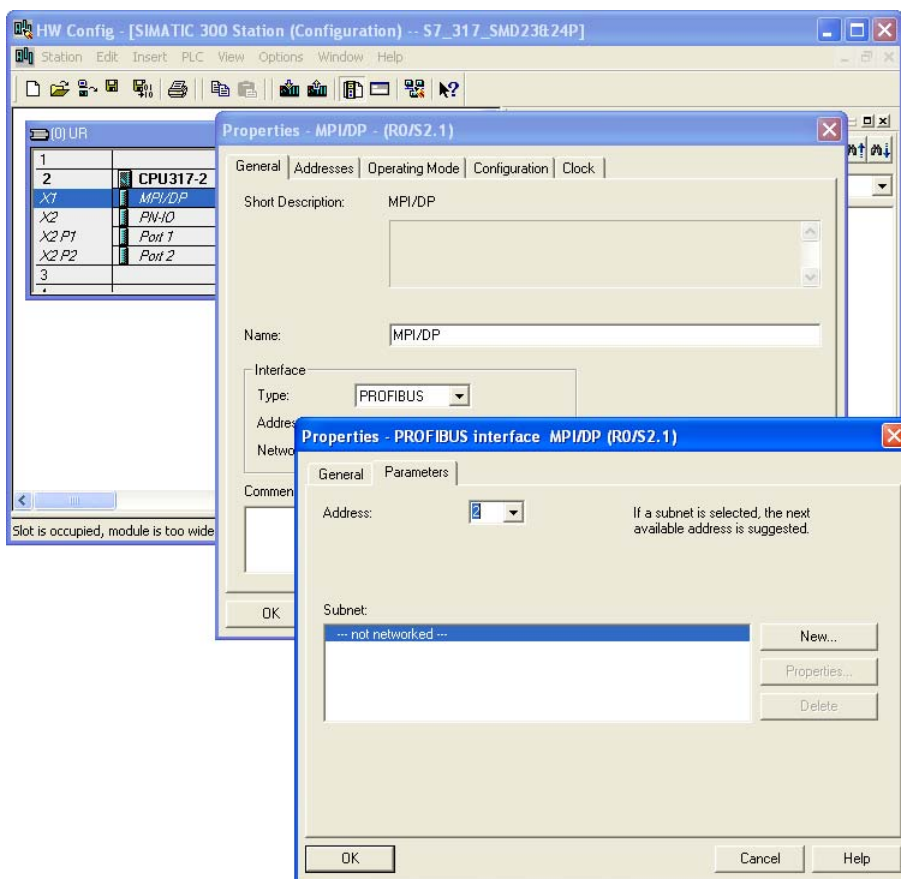 HW Config - [SIMATIC 300 Station (Configuration) -- S7_317_SMD23&24P]
Station Edit Insert PLC View Options Window Help
(0) UR
1
2 CPU317-2
X1 MPI/DP
X2 PN-IO
X2 P1 Port 1
X2 P2 Port 2
3
Slot is occupied, module is too wide
Properties - MPI/DP - (R0/S2.1)
General Addresses Operating Mode Configuration Clock
Short Description: MPI/DP
Name: MPI/DP
Interface
Type: PROFIBUS
Addres
Netwo
Commen
OK
Properties - PROFIBUS interface MPI/DP (R0/S2.1)
General Parameters
Address: 2 If a subnet is selected, the next
available address is suggested.
Subnet:
--- not networked ---
New...
Properties...
Delete
OK Cancel Help